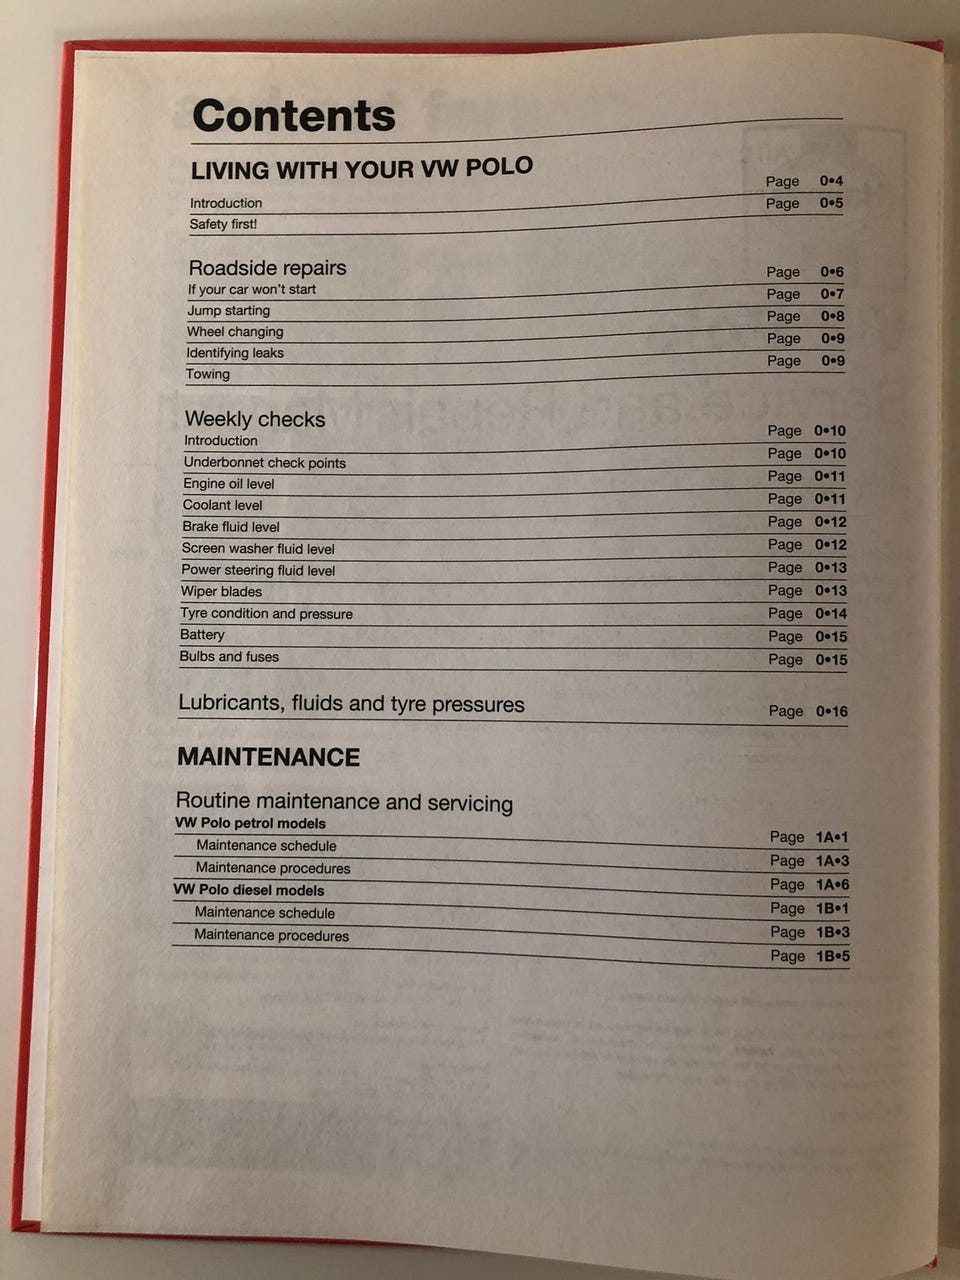 Contents
LIVING WITH YOUR VW POLO
Introduction Page 0•4
Safety first! Page 0•5
Roadside repairs
If your car won't start Page 0•6
Jump starting Page 0•7
Wheel changing Page 0•8
Identifying leaks Page 0•9
Towing Page 0•9
Weekly checks
Introduction Page 0•10
Underbonnet check points Page 0•10
Engine oil level Page 0•11
Coolant level Page 0•11
Brake fluid level Page 0•12
Screen washer fluid level Page 0•12
Power steering fluid level Page 0•13
Wiper blades Page 0•13
Tyre condition and pressure Page 0•14
Battery Page 0•15
Bulbs and fuses Page 0•15
Lubricants, fluids and tyre pressures Page 0•16
MAINTENANCE
Routine maintenance and servicing
VW Polo petrol models Page 1A•1
Maintenance schedule Page 1A•3
Maintenance procedures Page 1A•6
VW Polo diesel models Page 1B•1
Maintenance schedule Page 1B•3
Maintenance procedures Page 1B•5